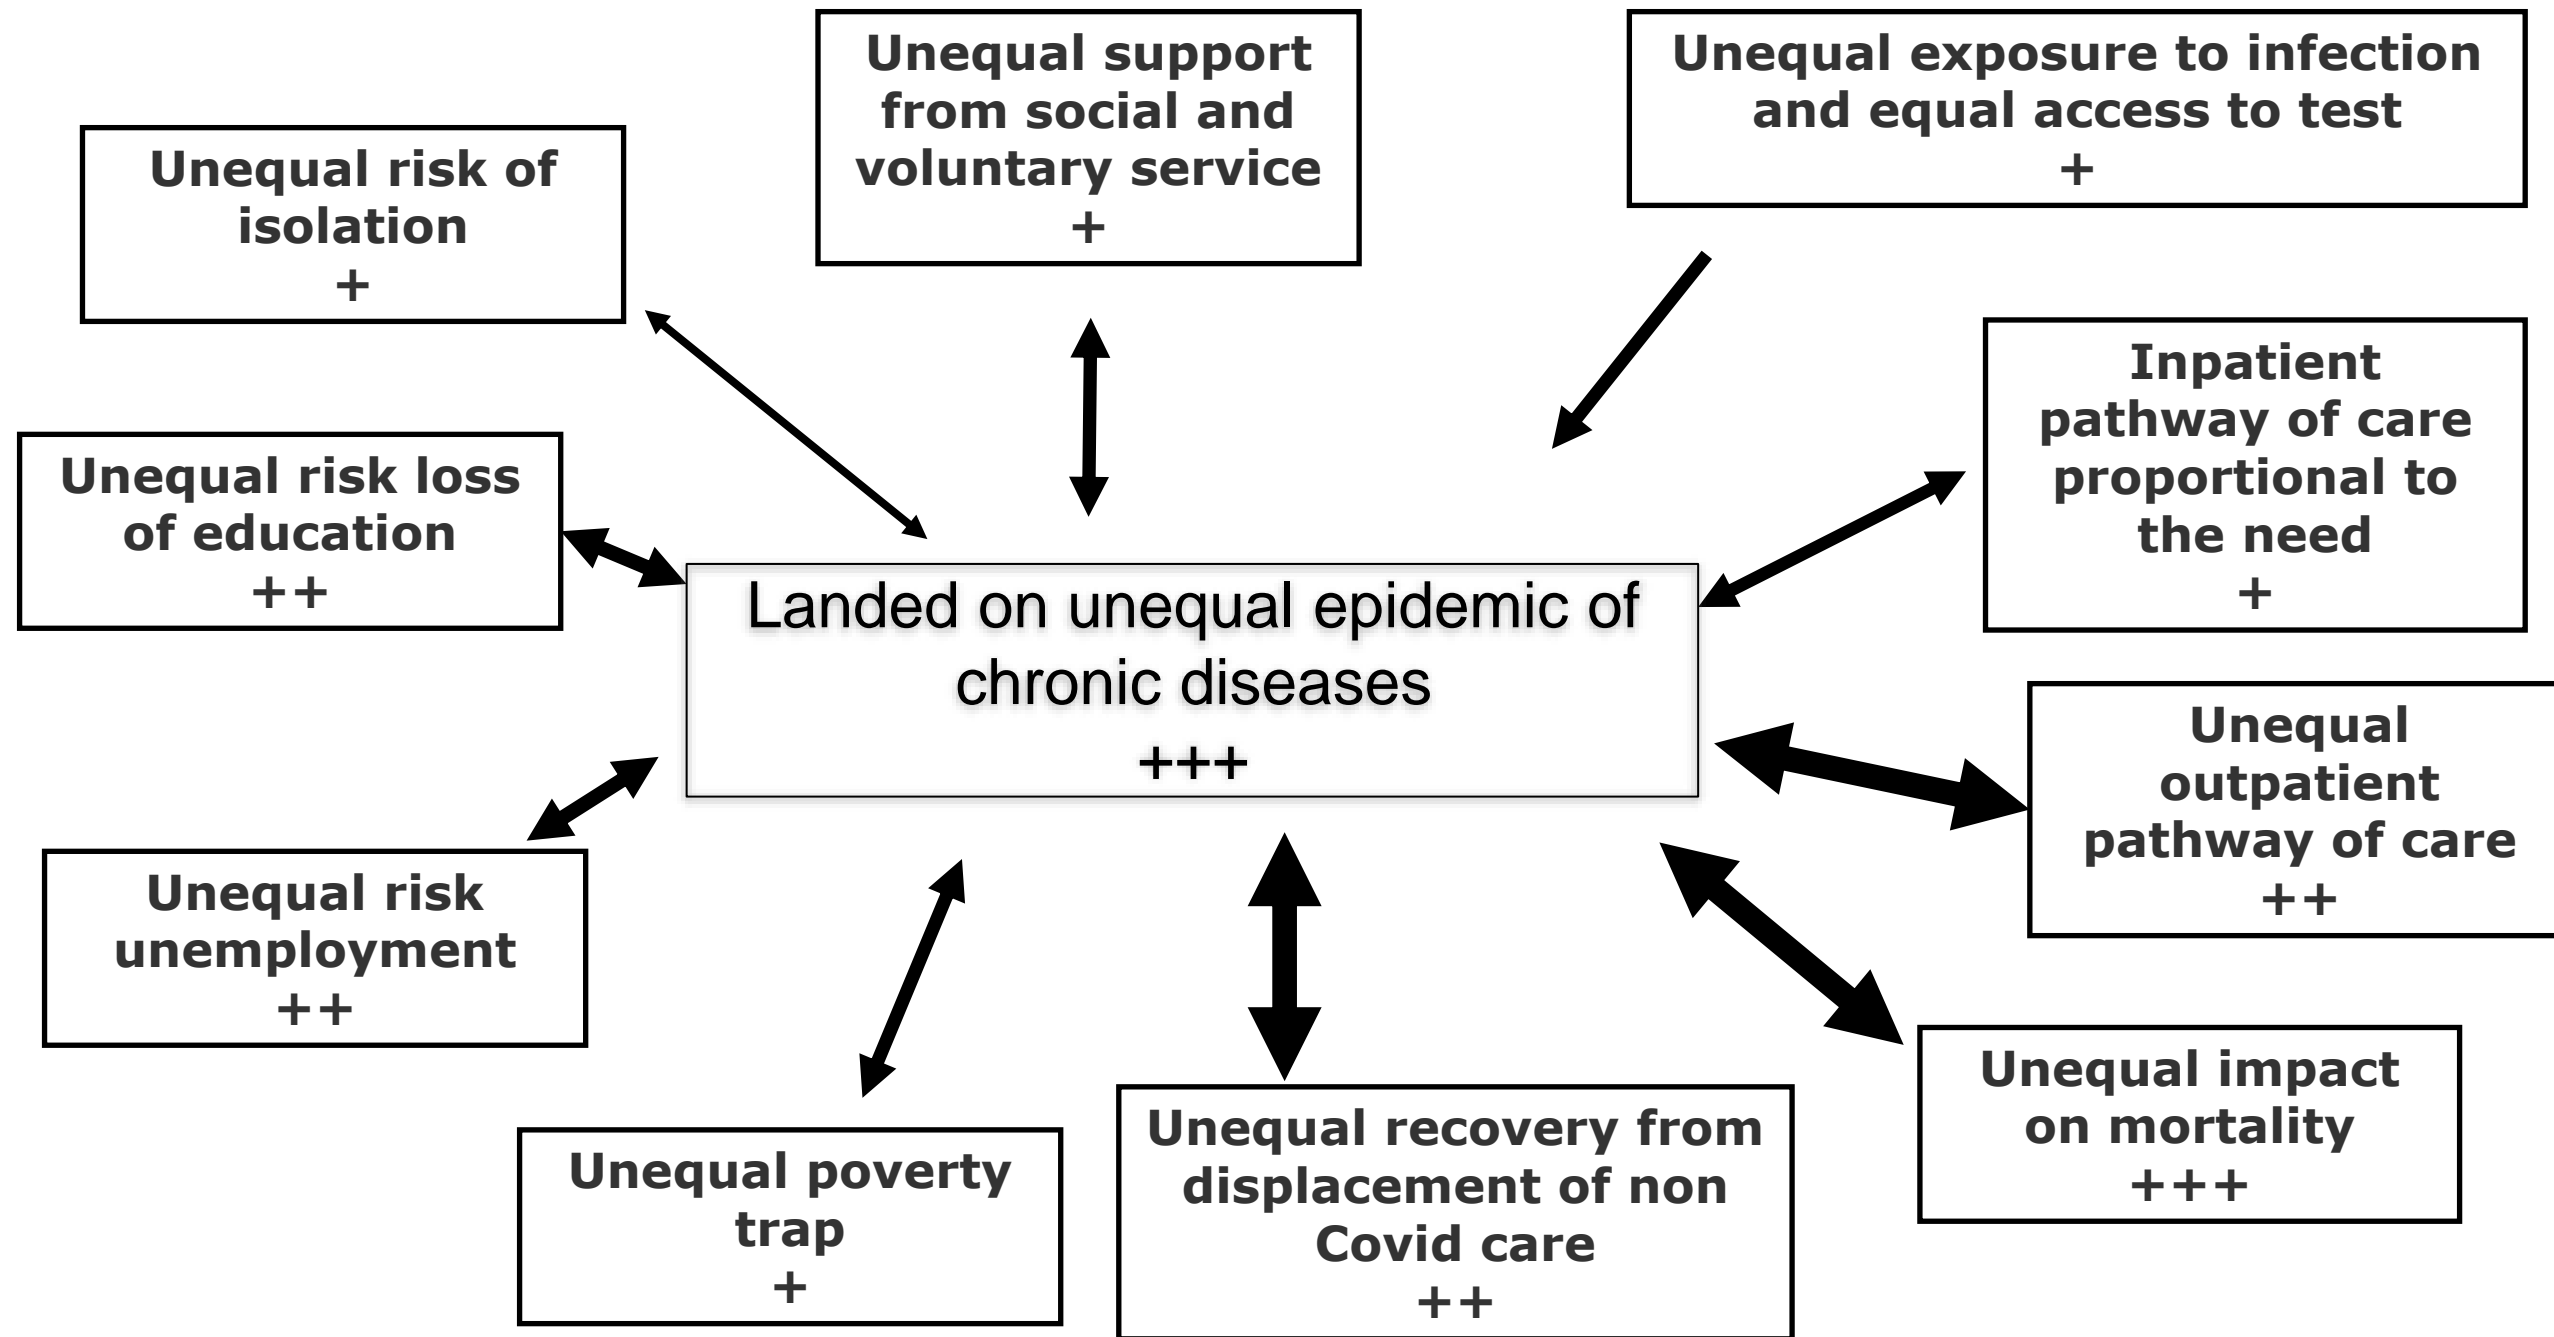 Unequal support
from social and
voluntary service
+
Unequal exposure to infection
and equal access to test
+
Unequal risk of
isolation
+
Inpatient
pathway of care
proportional to
the need
+
Unequal risk loss
of education
++
Landed on unequal epidemic of
chronic diseases
+++
Unequal
outpatient
pathway of care
++
Unequal risk
unemployment
++
Unequal impact
on mortality
+++
Unequal recovery from
displacement of non
Covid care
++
Unequal poverty
trap
+